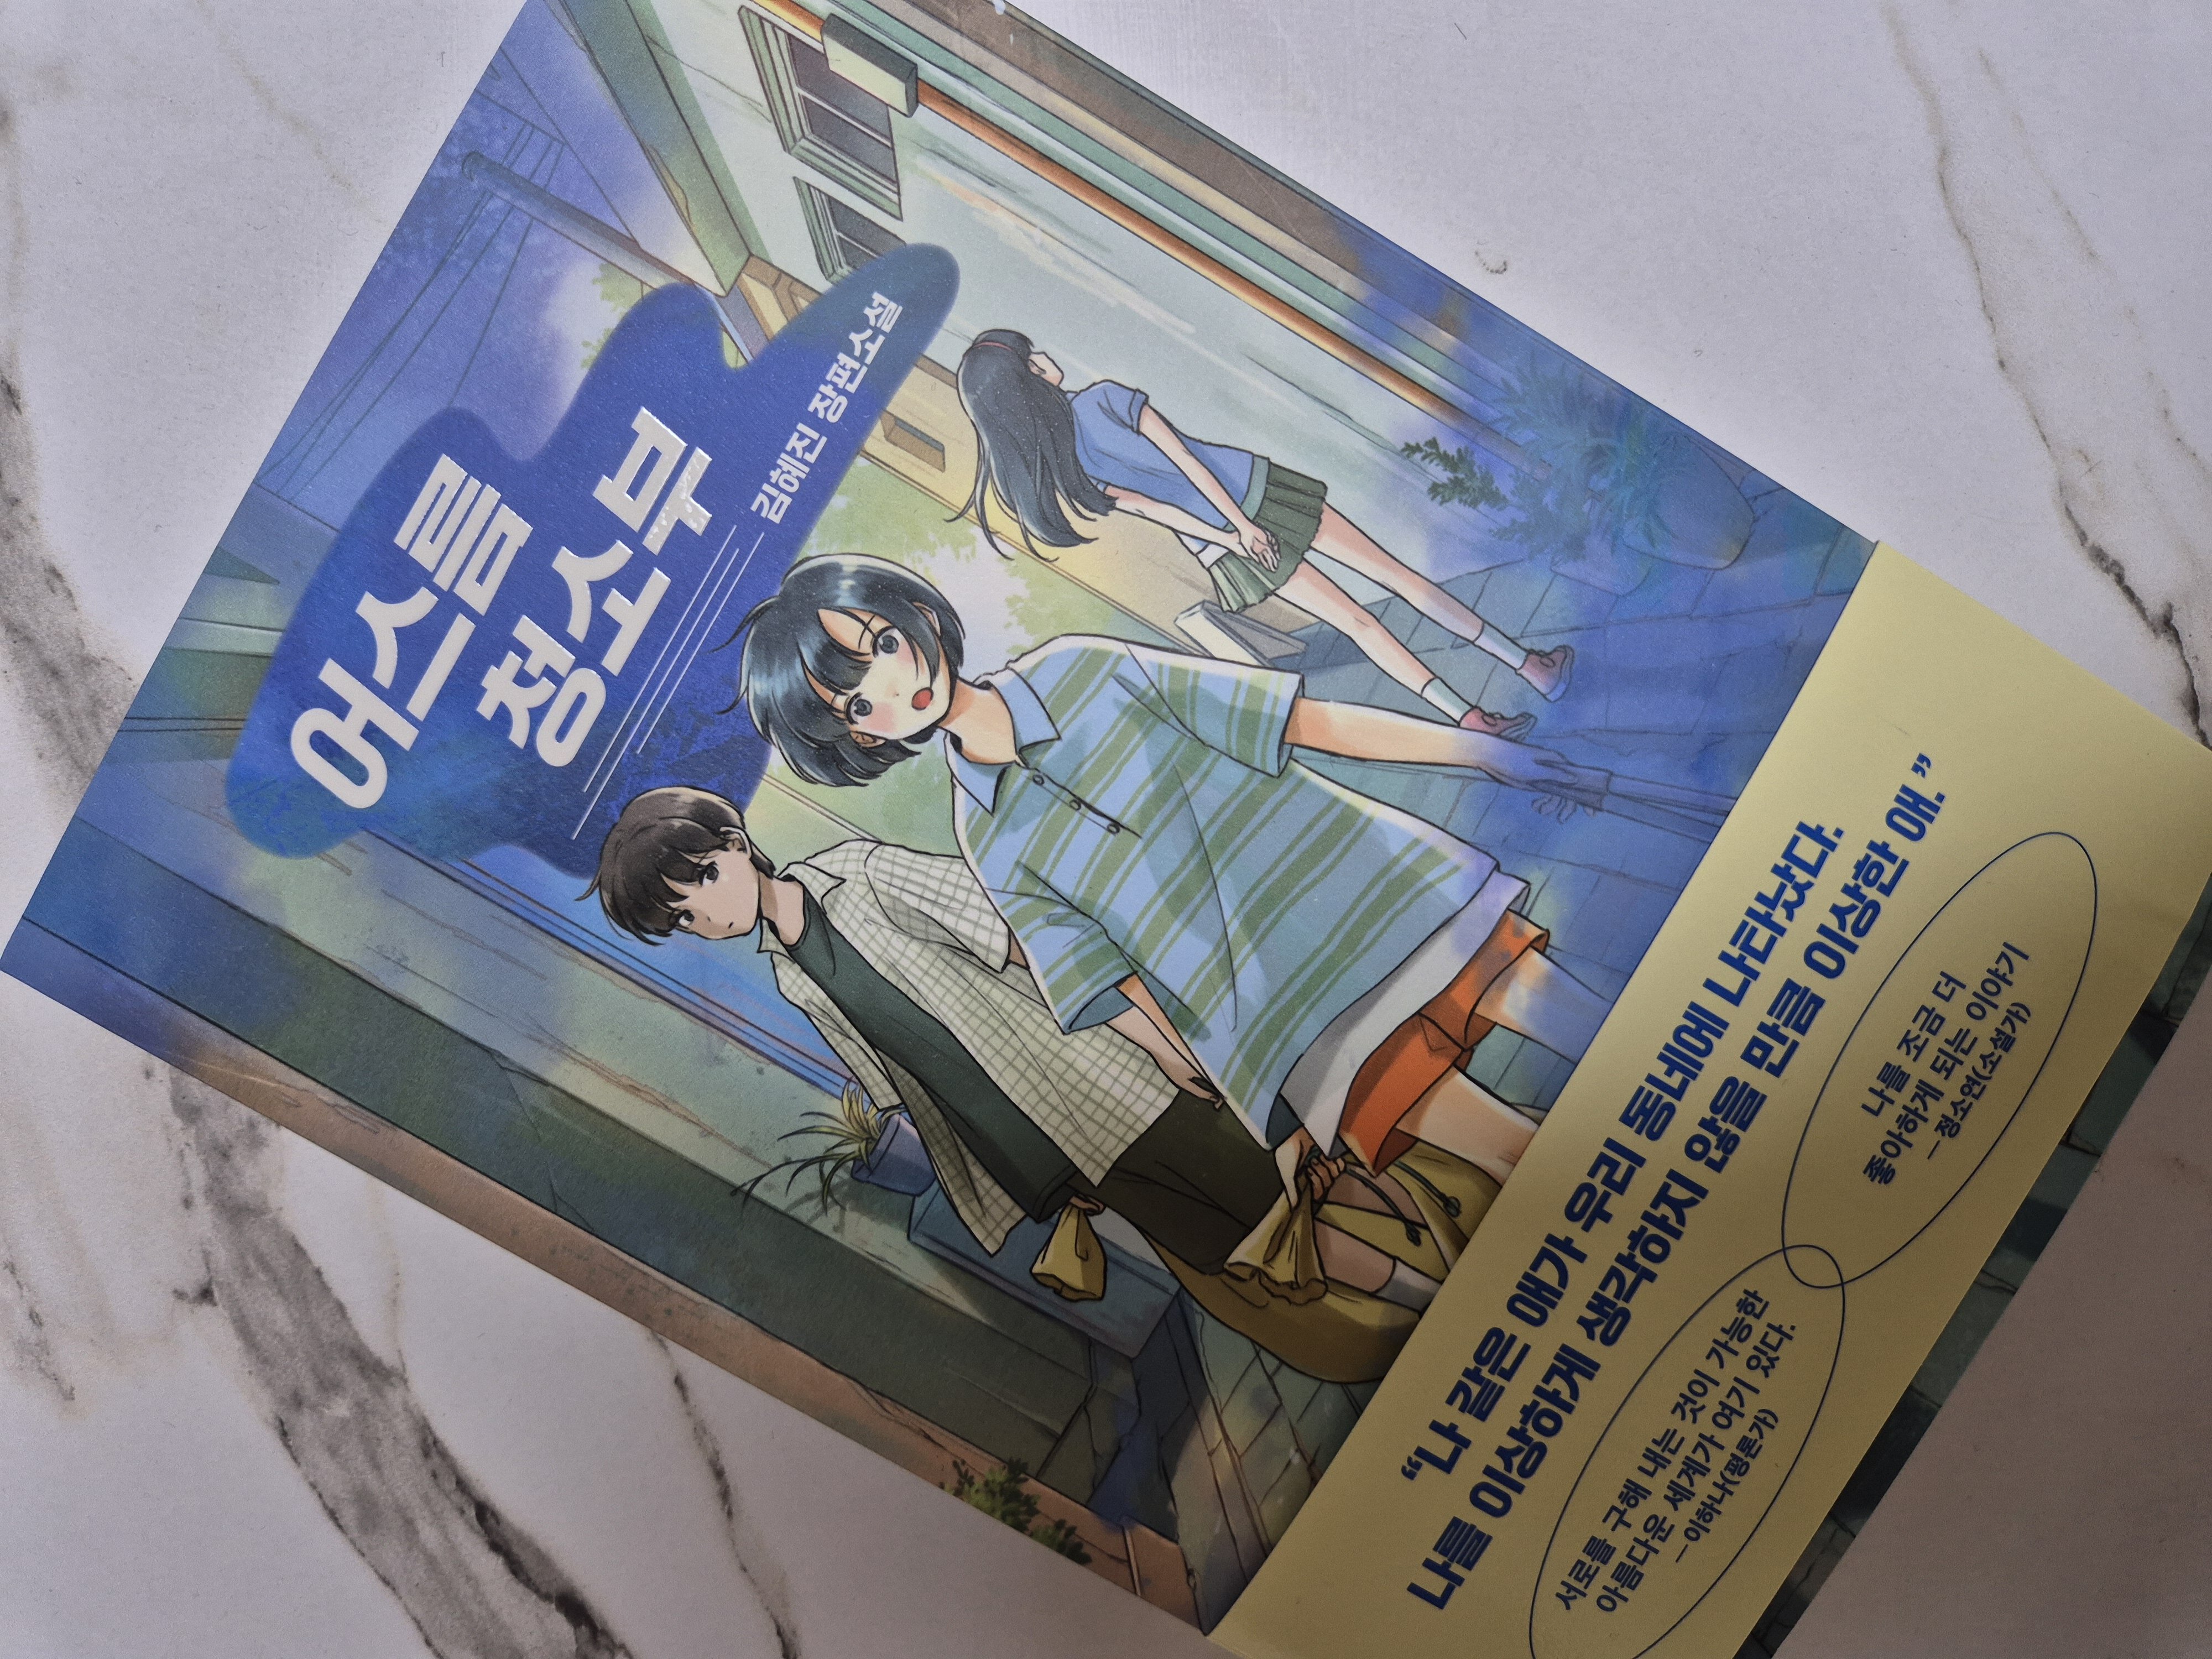 어스름
청소부
김혜진 장편소설
“나 같은 애가 우리 동네에 나타났다.
나를 이상하게 생각하지 않을 만큼 이상한 애.”
서로를 구해 내는 것이 가능한
아름다운 세계가 여기 있다.
—이하나(평론가)
나를 조금 더
좋아하게 되는 이야기
—정소연(소설가)